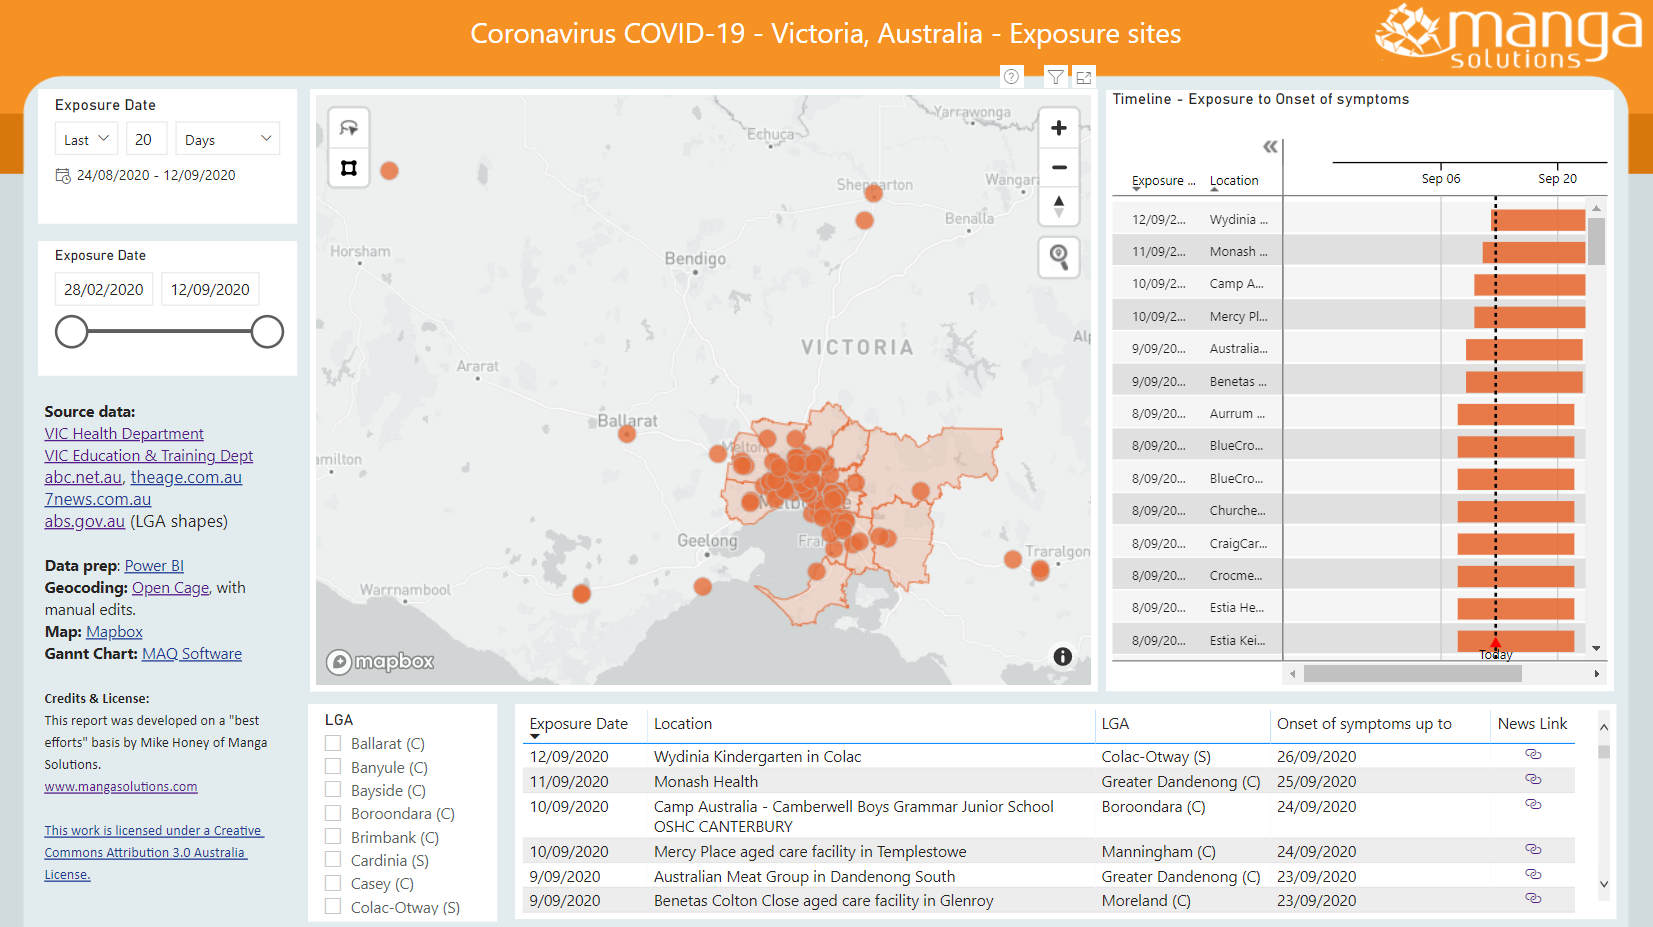 Coronavirus COVID-19 - Victoria, Australia - Exposure sites
manga
solutions
Exposure Date
Last
20
Days
24/08/2020 - 12/09/2020
Exposure Date
28/02/2020
12/09/2020
Source data:
VIC Health Department
VIC Education & Training Dept
abc.net.au, theage.com.au
7news.com.au
abs.gov.au (LGA shapes)
Data prep: Power BI
Geocoding: Open Cage, with
manual edits.
Map: Mapbox
Gannt Chart: MAQ Software
Credits & License:
This report was developed on a "best
efforts" basis by Mike Honey of Manga
Solutions.
www.mangasolutions.com
This work is licensed under a Creative
Commons Attribution 3.0 Australia
License.
Yarrawonga
Echuca
Shepparton
Wangar
Benalla
Horsham
Bendigo
VICTORIA
Al
Ararat
Ballarat
Melton
amilton
Melbourne
Geelong
Fran
Traralgon
Warrnambool
mapbox
Timeline - Exposure to Onset of symptoms
Exposure ... Location
Sep 06
Sep 20
12/09/2... Wydinia ...
11/09/2... Monash ...
10/09/2... Camp A...
10/09/2... Mercy Pl...
9/09/20... Australia...
9/09/20... Benetas ...
8/09/20... Aurrum ...
8/09/20... BlueCro...
8/09/20... BlueCro...
8/09/20... Churche...
8/09/20... CraigCar...
8/09/20... Crocme...
8/09/20... Estia He...
8/09/20... Estia Kei...
Today
LGA
Ballarat (C)
Banyule (C)
Bayside (C)
Boroondara (C)
Brimbank (C)
Cardinia (S)
Casey (C)
Colac-Otway (S)
Exposure Date Location LGA Onset of symptoms up to News Link
12/09/2020 Wydinia Kindergarten in Colac Colac-Otway (S) 26/09/2020
11/09/2020 Monash Health Greater Dandenong (C) 25/09/2020
10/09/2020 Camp Australia - Camberwell Boys Grammar Junior School Boroondara (C) 24/09/2020
OSHC CANTERBURY
10/09/2020 Mercy Place aged care facility in Templestowe Manningham (C) 24/09/2020
9/09/2020 Australian Meat Group in Dandenong South Greater Dandenong (C) 23/09/2020
9/09/2020 Benetas Colton Close aged care facility in Glenroy Moreland (C) 23/09/2020